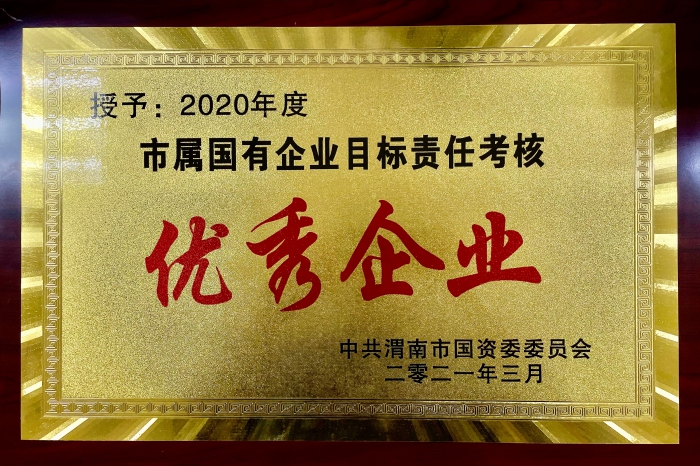 授予：2020年度
市属国有企业目标责任考核
优秀企业
中共渭南市国资委委员会
二零二一年三月